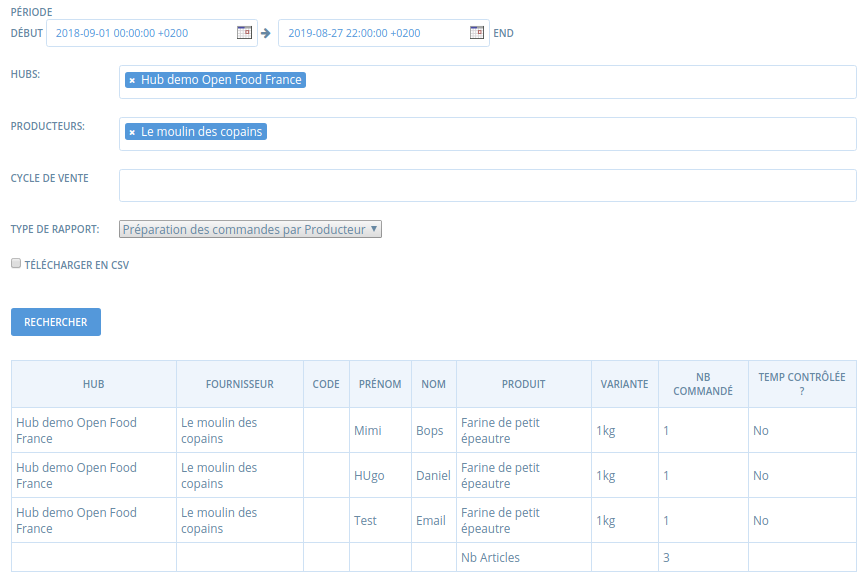 PÉRIODE
DÉBUT 2018-09-01 00:00:00 +0200 2019-08-27 22:00:00 +0200 END
HUBS: × Hub demo Open Food France
PRODUCTEURS: × Le moulin des copains
CYCLE DE VENTE
TYPE DE RAPPORT: Préparation des commandes par Producteur
TÉLÉCHARGER EN CSV
RECHERCHER
HUB FOURNISSEUR CODE PRÉNOM NOM PRODUIT VARIANTE NB COMMANDÉ TEMP CONTRÔLÉE ?
Hub demo Open Food France Le moulin des copains Mimi Bops Farine de petit épeautre 1kg 1 No
Hub demo Open Food France Le moulin des copains HUgo Daniel Farine de petit épeautre 1kg 1 No
Hub demo Open Food France Le moulin des copains Test Email Farine de petit épeautre 1kg 1 No
Nb Articles 3